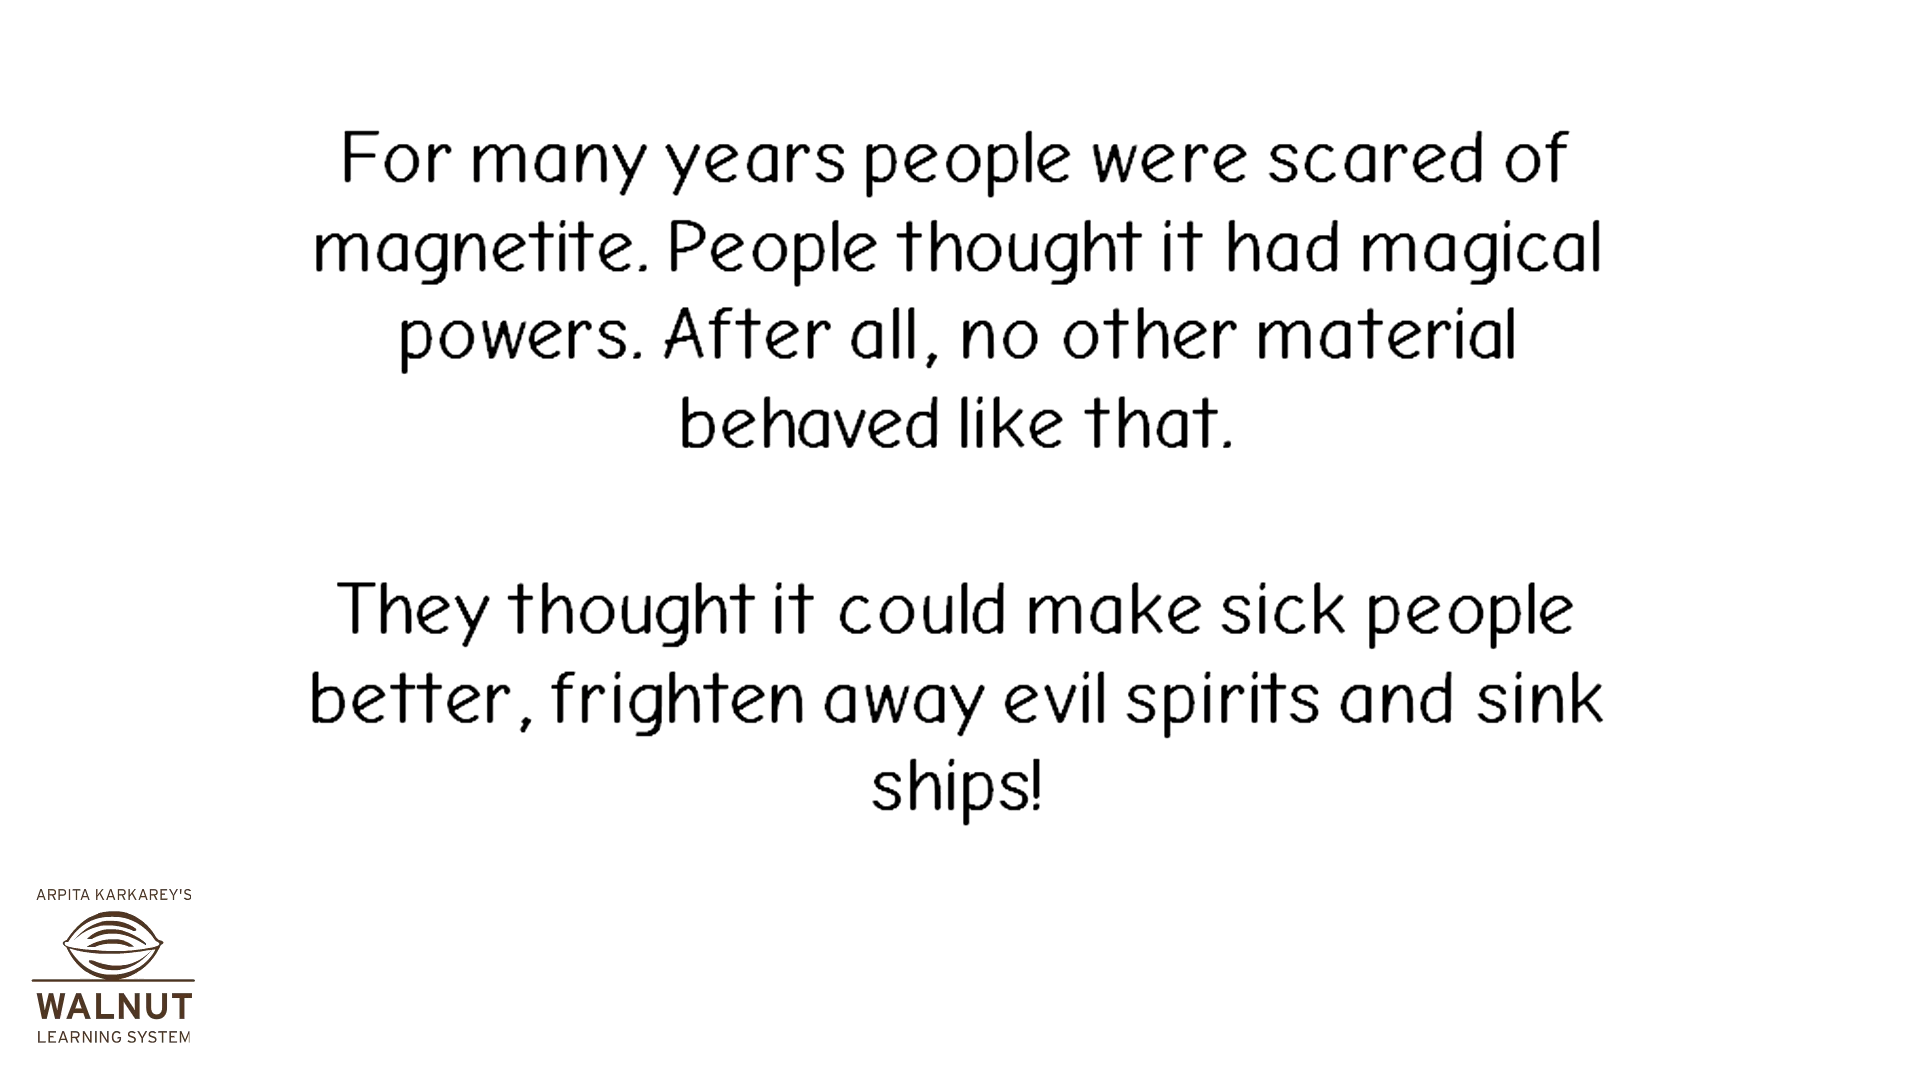 For many years people were scared of
magnetite. People thought it had magical
powers. After all, no other material
behaved like that.
They thought it could make sick people
better, frighten away evil spirits and sink
ships!
ARPITA KARKAREY'S
WALNUT
LEARNING SYSTEM